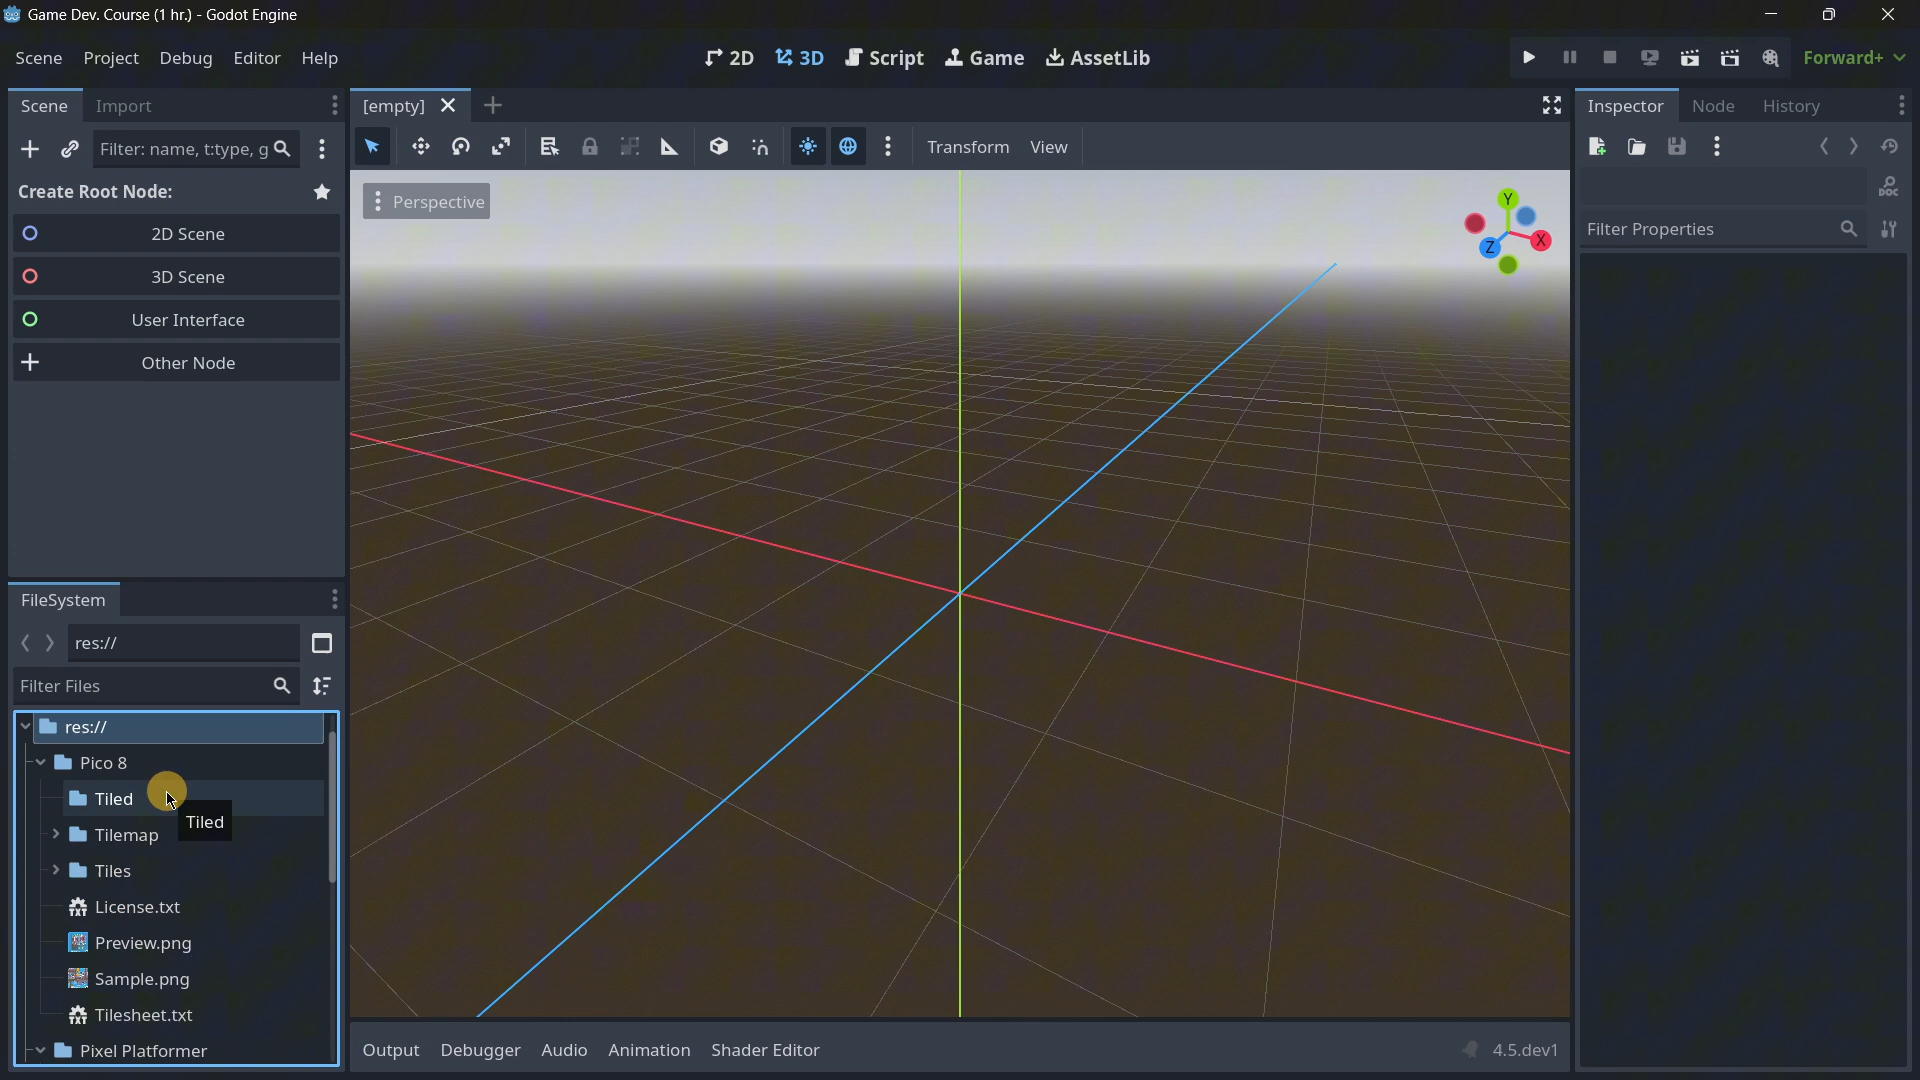 Game Dev. Course (1 hr.) - Godot Engine
Scene Project Debug Editor Help
2D 3D Script Game AssetLib
Forward+
Scene Import
Filter: name, t:type, g
Create Root Node:
2D Scene
3D Scene
User Interface
Other Node
FileSystem
res://
Filter Files
res://
Pico 8
Tiled
Tiled
Tilemap
Tiles
License.txt
Preview.png
Sample.png
Tilesheet.txt
Pixel Platformer
[empty]
Transform View
Perspective
Y
X
Z
Output Debugger Audio Animation Shader Editor
4.5.dev1
Inspector Node History
DOC
Filter Properties